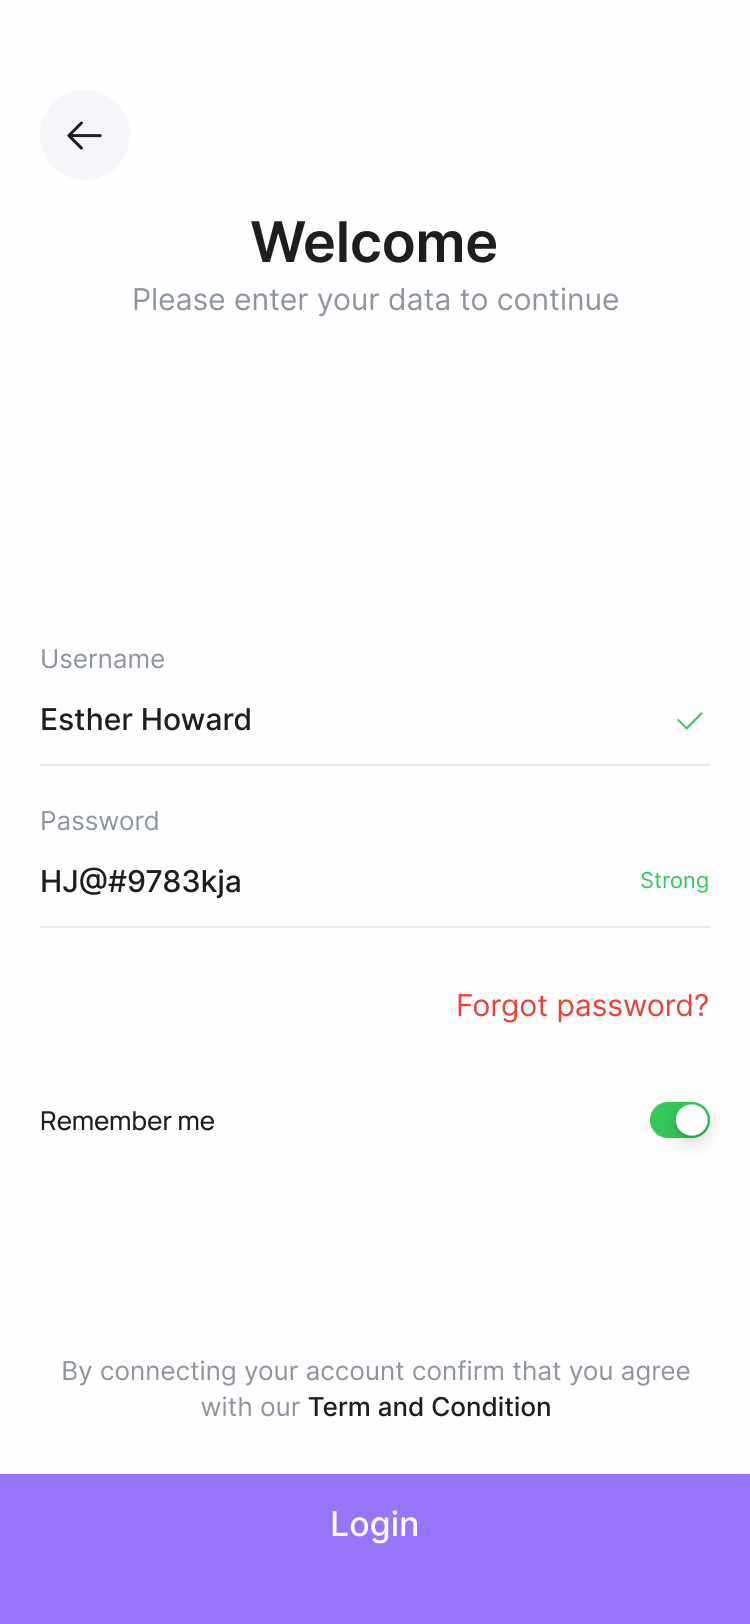 Welcome
Please enter your data to continue
Username
Esther Howard
Password
HJ@#9783kja
Strong
Forgot password?
Remember me
By connecting your account confirm that you agree
with our Term and Condition
Login